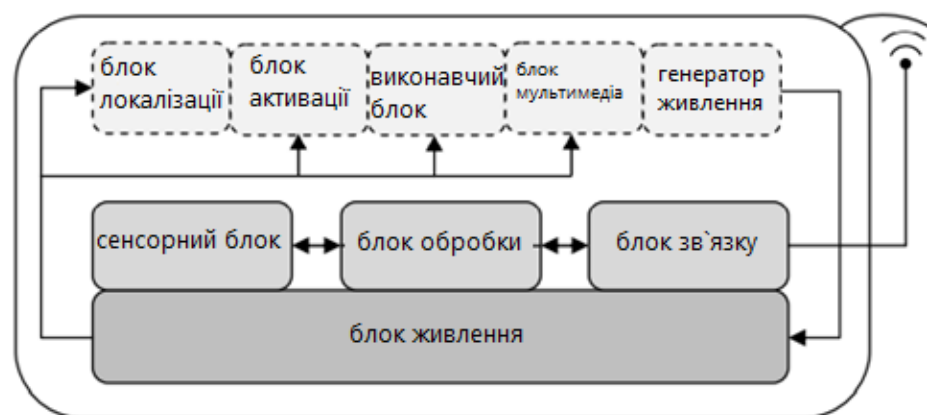 блок
локалізації
блок
активації
виконавчий
блок
блок
мультимедіа
генератор
живлення
сенсорний блок
блок обробки
блок зв`язку
блок живлення